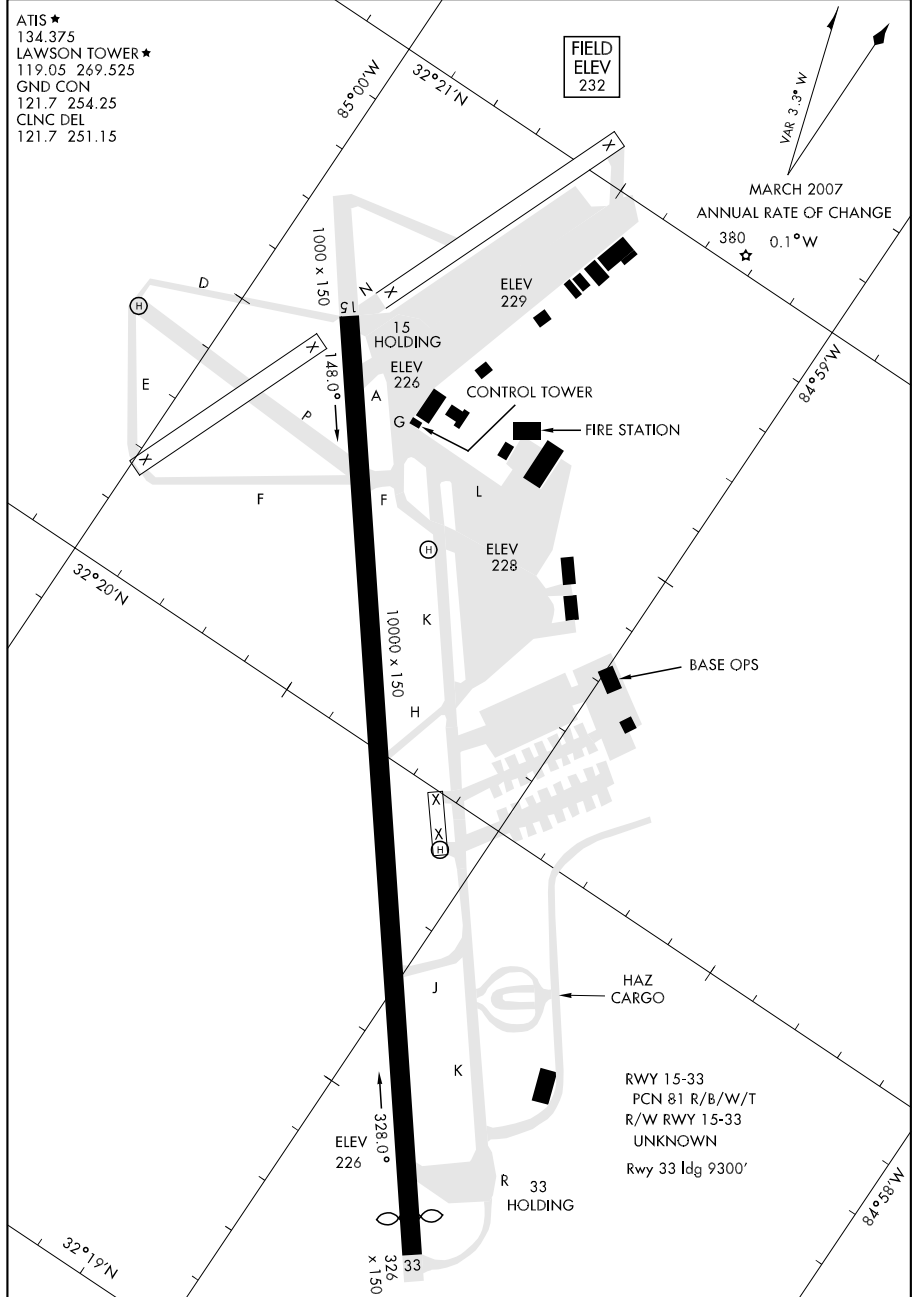 ATIS ★
134.375
LAWSON TOWER ★
119.05 269.525
GND CON
121.7 254.25
CLNC DEL
121.7 251.15
FIELD
ELEV
232
85°00'W
32°21'N
VAR 3.3° W
MARCH 2007
ANNUAL RATE OF CHANGE
0.1° W
380
X
1000 x 150
D
N
X
ELEV
229
H
15
15
HOLDING
X
ELEV
226
148.0°
84°59'W
E
A
CONTROL TOWER
P
G
FIRE STATION
X
F
F
L
H
ELEV
228
32°20'N
K
10000 x 150
BASE OPS
H
X
X
H
J
HAZ
CARGO
K
RWY 15-33
PCN 81 R/B/W/T
R/W RWY 15-33
UNKNOWN
Rwy 33 ldg 9300'
328.0°
ELEV
226
R
33
HOLDING
84°58'W
32°19'N
326
x 150
33